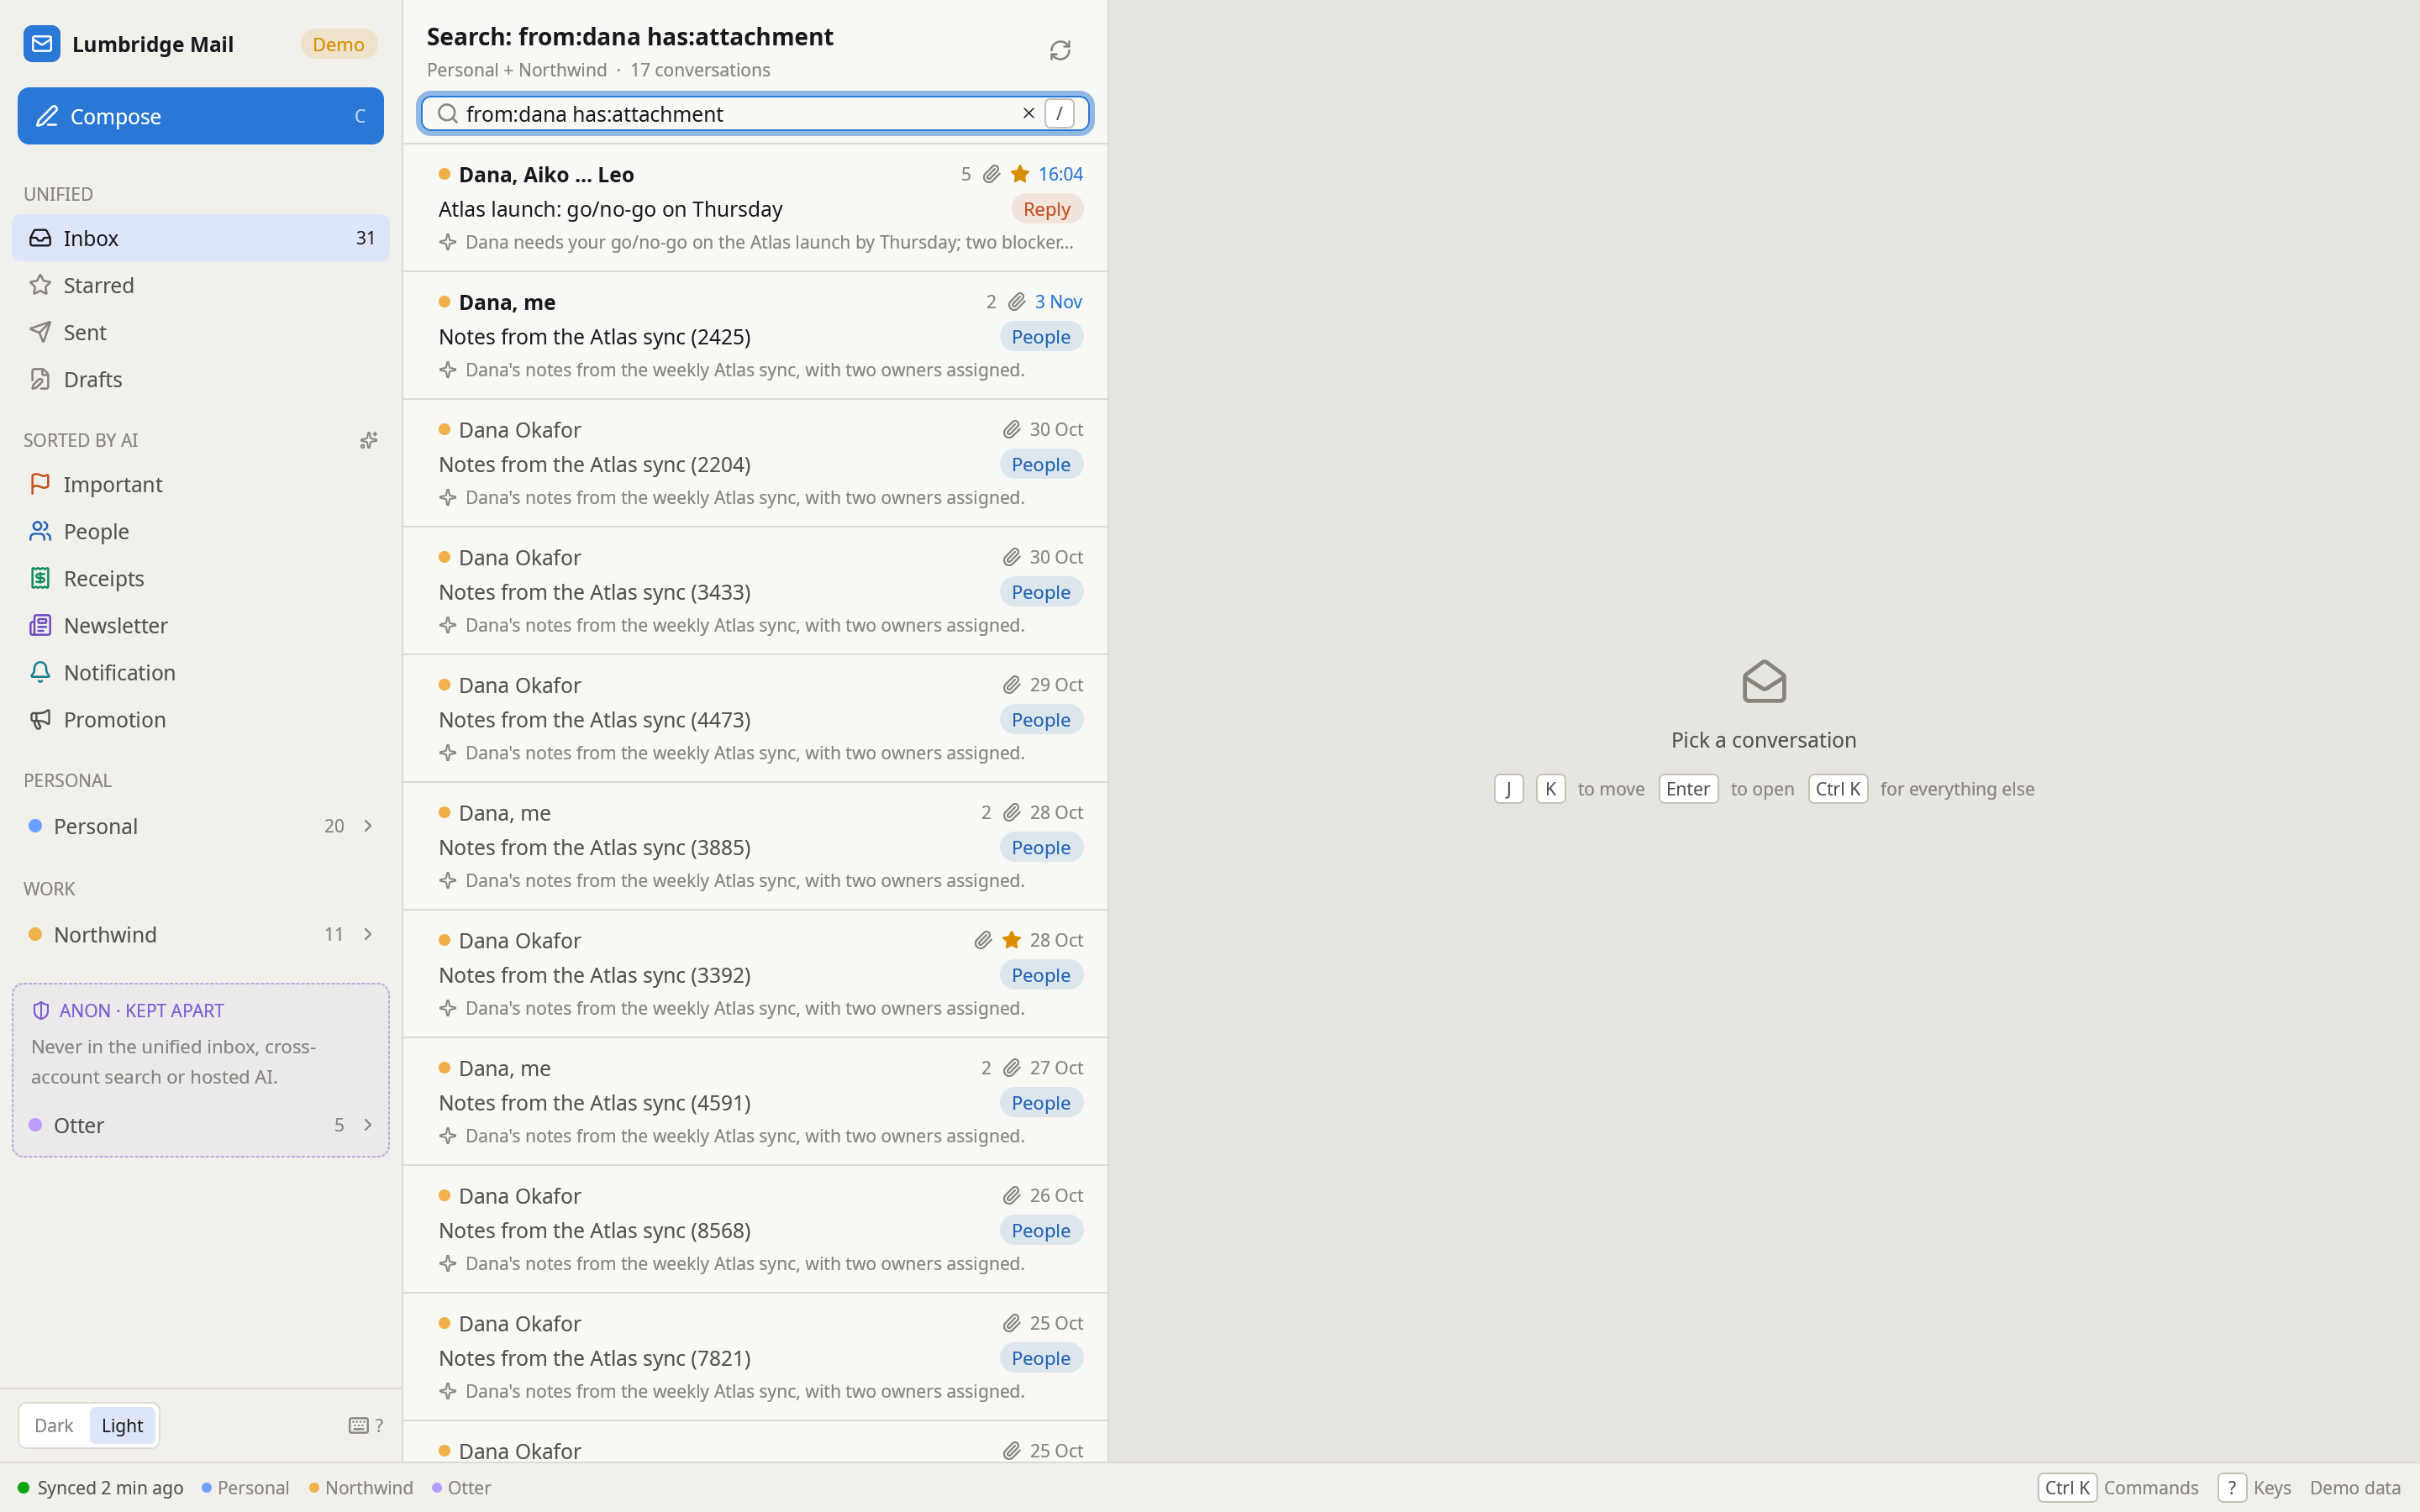 Lumbridge Mail
Demo
Compose
C
UNIFIED
Inbox
31
Starred
Sent
Drafts
SORTED BY AI
Important
People
Receipts
Newsletter
Notification
Promotion
PERSONAL
Personal
20
WORK
Northwind
11
ANON · KEPT APART
Never in the unified inbox, cross-
account search or hosted AI.
Otter
5
Dark
Light
?
Search: from:dana has:attachment
Personal + Northwind · 17 conversations
from:dana has:attachment
/
Dana, Aiko ... Leo
5
16:04
Atlas launch: go/no-go on Thursday
Reply
Dana needs your go/no-go on the Atlas launch by Thursday; two blocker...
Dana, me
2
3 Nov
Notes from the Atlas sync (2425)
People
Dana's notes from the weekly Atlas sync, with two owners assigned.
Dana Okafor
30 Oct
Notes from the Atlas sync (2204)
People
Dana's notes from the weekly Atlas sync, with two owners assigned.
Dana Okafor
30 Oct
Notes from the Atlas sync (3433)
People
Dana's notes from the weekly Atlas sync, with two owners assigned.
Dana Okafor
29 Oct
Notes from the Atlas sync (4473)
People
Dana's notes from the weekly Atlas sync, with two owners assigned.
Dana, me
2
28 Oct
Notes from the Atlas sync (3885)
People
Dana's notes from the weekly Atlas sync, with two owners assigned.
Dana Okafor
28 Oct
Notes from the Atlas sync (3392)
People
Dana's notes from the weekly Atlas sync, with two owners assigned.
Dana, me
2
27 Oct
Notes from the Atlas sync (4591)
People
Dana's notes from the weekly Atlas sync, with two owners assigned.
Dana Okafor
26 Oct
Notes from the Atlas sync (8568)
People
Dana's notes from the weekly Atlas sync, with two owners assigned.
Dana Okafor
25 Oct
Notes from the Atlas sync (7821)
People
Dana's notes from the weekly Atlas sync, with two owners assigned.
Dana Okafor
25 Oct
Pick a conversation
J K to move Enter to open Ctrl K for everything else
Synced 2 min ago
Personal
Northwind
Otter
Ctrl K Commands
? Keys
Demo data